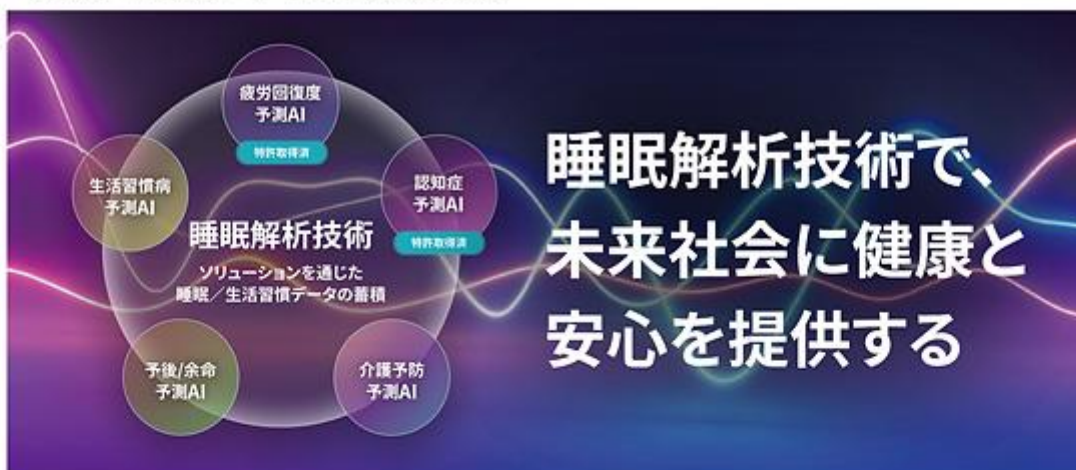 疲労回復度
予測AI
特許取得済
生活習慣病
予測AI
認知症
予測AI
特許取得済
睡眠解析技術
ソリューションを通じた
睡眠／生活習慣データの蓄積
予後/余命
予測AI
介護予防
予測AI
睡眠解析技術で、
未来社会に健康と
安心を提供する